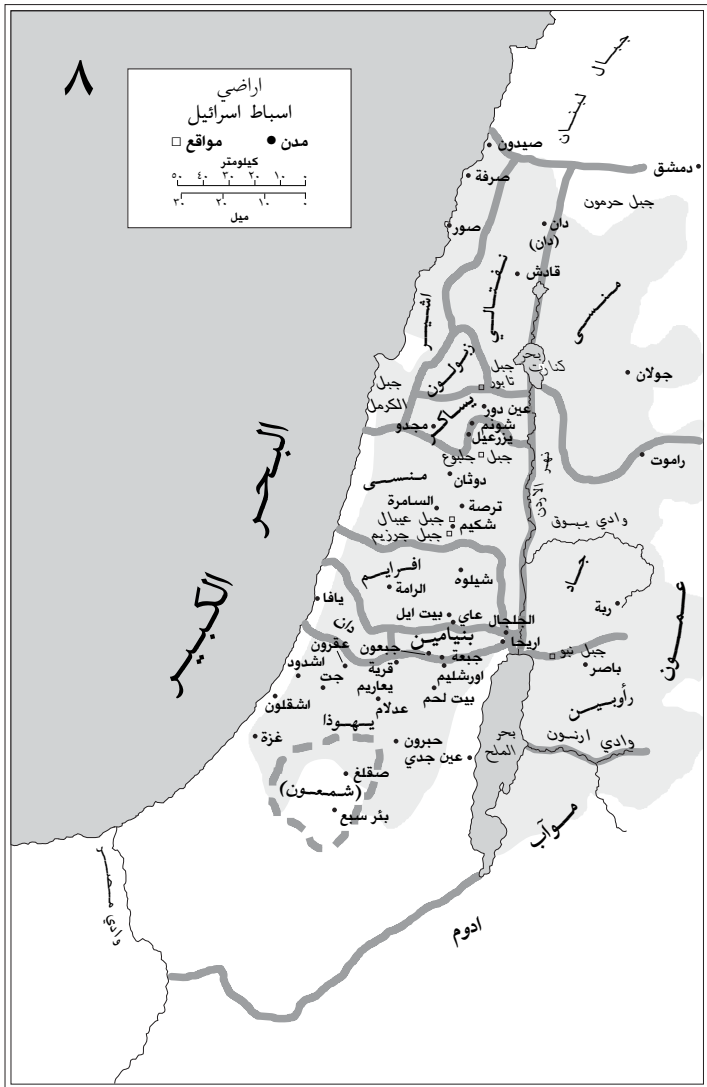 ٨
اراضي
اسباط اسرائيل
مدن
مواقع
كيلومتر
٥٠ ٤٠ ٣٠ ٢٠ ١٠ ٠
٣٠ ٢٠ ١٠ ٠
ميل
جبال لبنان
صيدون
دمشق
صرفة
جبل حرمون
صور
دان
(دان)
قادش
نفتالي
منسى
اشير
زبولون
بحر
كنارت
جبل
تابور
جولان
جبل
الكرمل
يساكر
عين دور
شونم
مجدو
يزرعيل
جبل جلبوع
راموت
نهر الاردن
منسى
دوثان
السامرة
ترصة
جبل عيبال
شكيم
جبل جرزيم
وادي يبوق
جاد
البحر
الكبير
افرايم
شيلوه
الرامة
ربة
عمون
يافا
عاي
بيت ايل
الجلجال
دان
بنيامين
اريحا
عقرون
جبعون
جبعة
جبل نبو
باصر
اشدود
قرية
يعاريم
اورشليم
جت
بيت لحم
رأوبين
اشقلون
عدلام
يهوذا
وادي ارنون
غزة
حبرون
بحر
الملح
عين جدي
صقلغ
(شمعون)
بئر سبع
موآب
وادي مصر
ادوم